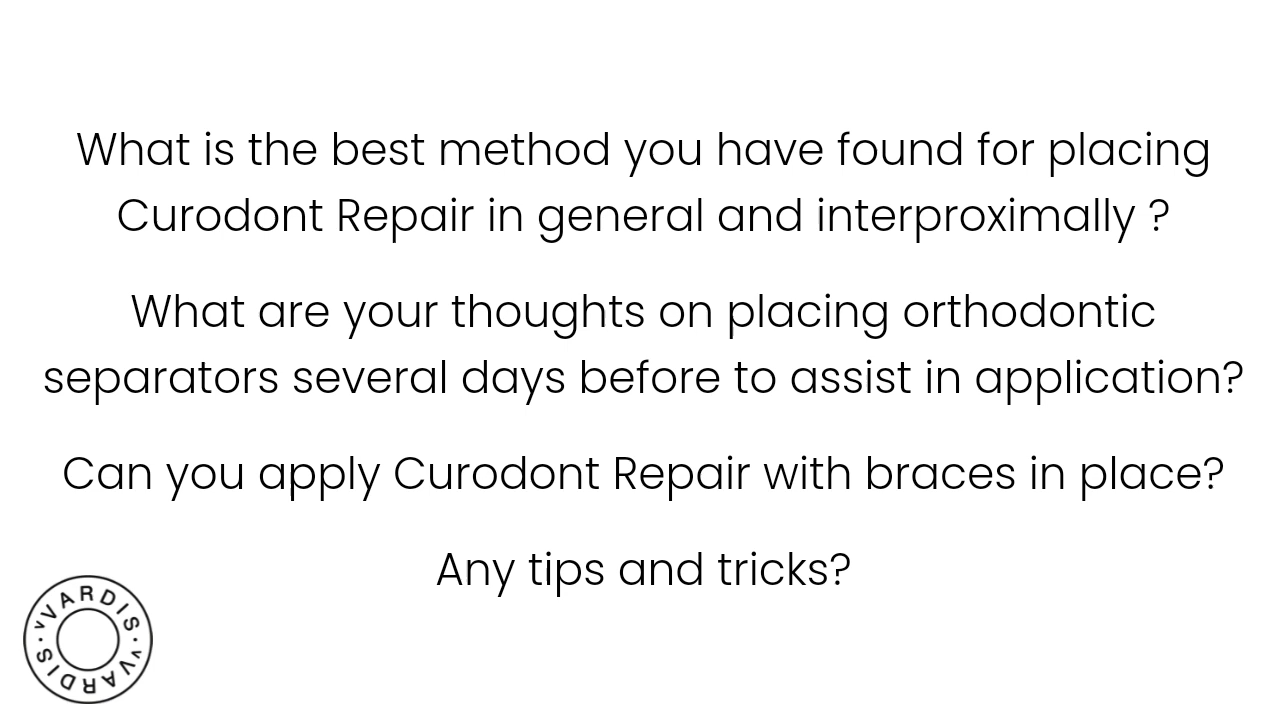 What is the best method you have found for placing
Curodont Repair in general and interproximally ?
What are your thoughts on placing orthodontic
separators several days before to assist in application?
Can you apply Curodont Repair with braces in place?
Any tips and tricks?
vVARDIS · vVARDIS ·